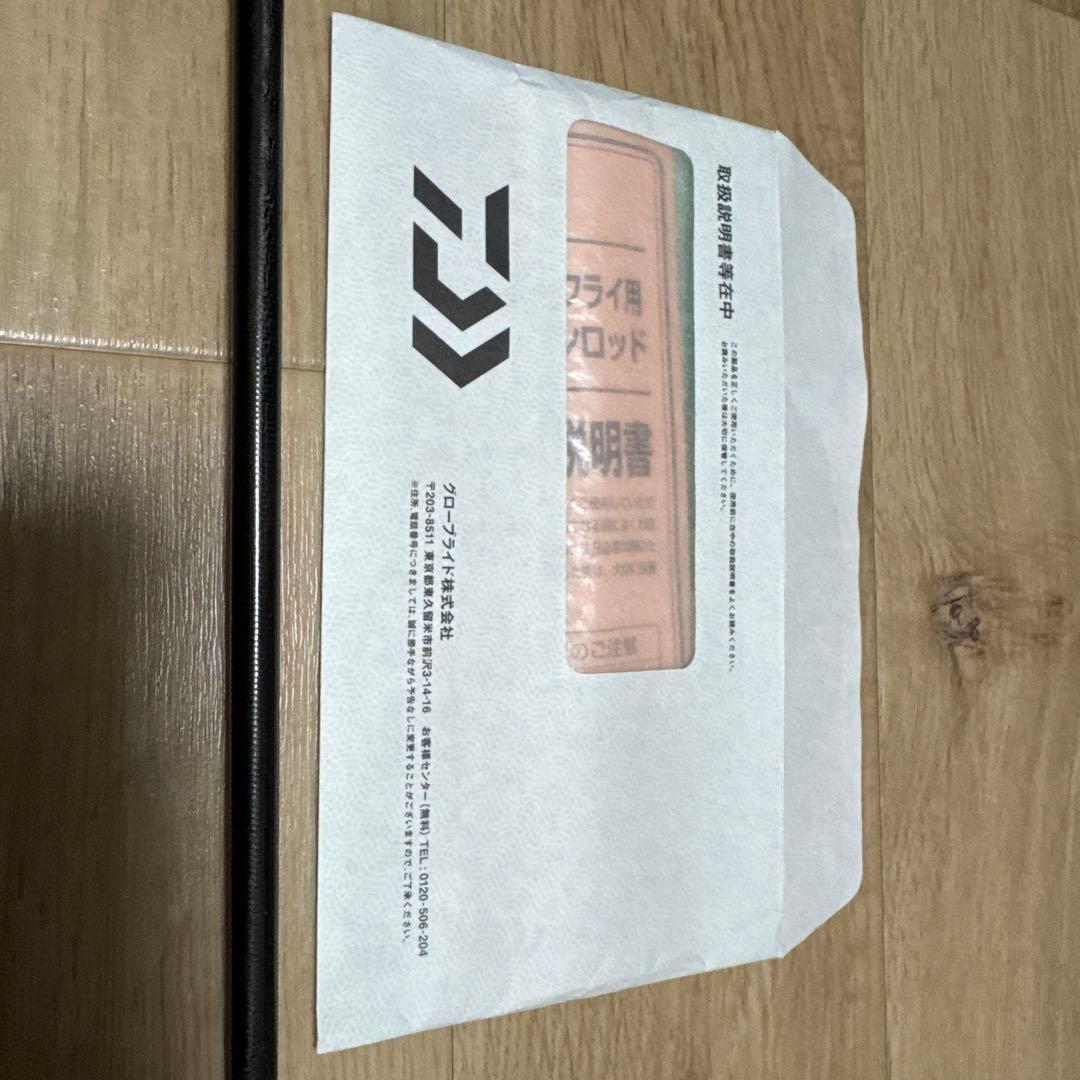 取扱説明書等在中
この製品を正しくご使用いただくために、使用前に在中の取扱説明書をよくお読みください。
お読みいただいた後は大切に保管してください。
フライ用
ンロッド
説明書
のご注意
グローブライド株式会社
〒203-8511 東京都東久留米市前沢3-14-16 お客様センター(無料) TEL:0120-506-204
※住所、電話番号につきましては、誠に勝手ながら予告なしに変更することがございますので、ご了承ください。